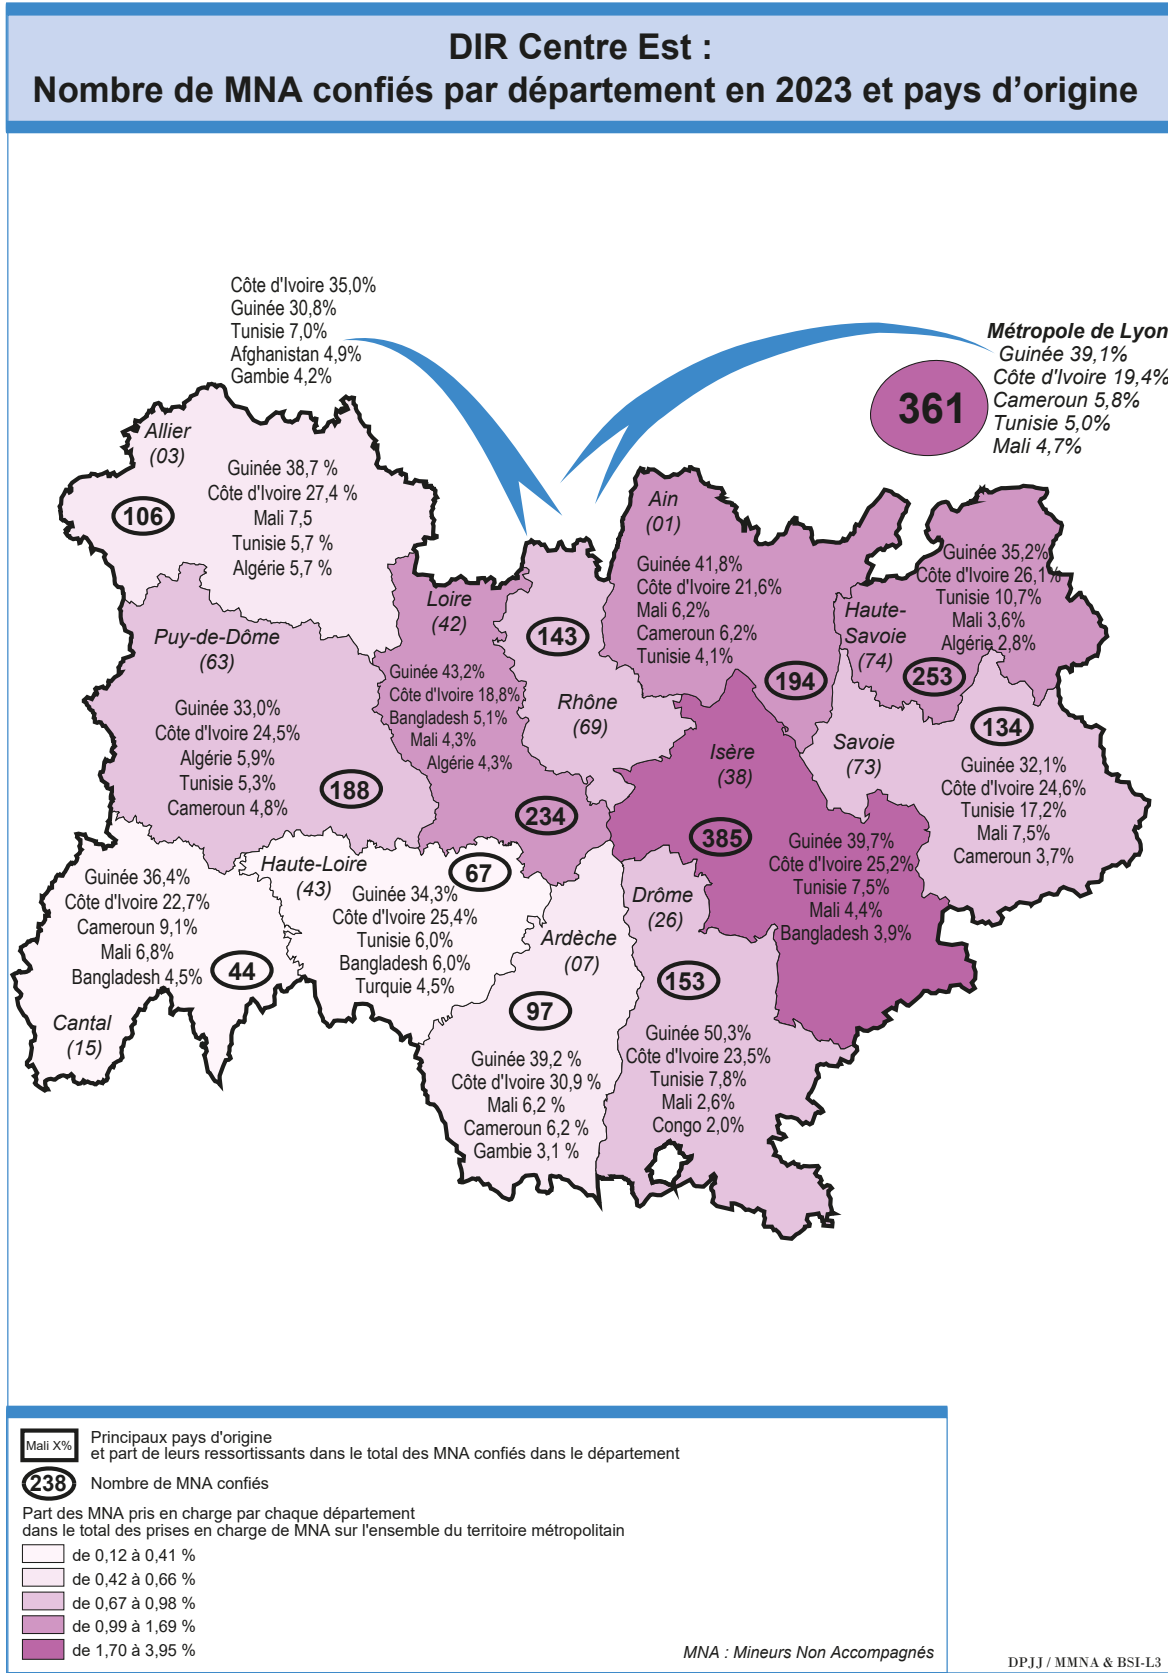 DIR Centre Est :
Nombre de MNA confiés par département en 2023 et pays d'origine
Côte d'Ivoire 35,0%
Guinée 30,8%
Tunisie 7,0%
Afghanistan 4,9%
Gambie 4,2%
Métropole de Lyon
Guinée 39,1%
Côte d'Ivoire 19,4%
Cameroun 5,8%
Tunisie 5,0%
Mali 4,7%
361
Allier
(03)
106
Guinée 38,7 %
Côte d'Ivoire 27,4 %
Mali 7,5
Tunisie 5,7 %
Algérie 5,7 %
Ain
(01)
Guinée 41,8%
Côte d'Ivoire 21,6%
Mali 6,2%
Cameroun 6,2%
Tunisie 4,1%
194
Guinée 35,2%
Côte d'Ivoire 26,1%
Tunisie 10,7%
Mali 3,6%
Algérie 2,8%
Haute-
Savoie
(74)
253
Loire
(42)
Guinée 43,2%
Côte d'Ivoire 18,8%
Bangladesh 5,1%
Mali 4,3%
Algérie 4,3%
234
143
Rhône
(69)
Puy-de-Dôme
(63)
Guinée 33,0%
Côte d'Ivoire 24,5%
Algérie 5,9%
Tunisie 5,3%
Cameroun 4,8%
188
Savoie
(73)
134
Guinée 32,1%
Côte d'Ivoire 24,6%
Tunisie 17,2%
Mali 7,5%
Cameroun 3,7%
Isère
(38)
385
Guinée 39,7%
Côte d'Ivoire 25,2%
Tunisie 7,5%
Mali 4,4%
Bangladesh 3,9%
Haute-Loire
(43)
67
Guinée 34,3%
Côte d'Ivoire 25,4%
Tunisie 6,0%
Bangladesh 6,0%
Turquie 4,5%
Guinée 36,4%
Côte d'Ivoire 22,7%
Cameroun 9,1%
Mali 6,8%
Bangladesh 4,5%
44
Cantal
(15)
Ardèche
(07)
97
Guinée 39,2 %
Côte d'Ivoire 30,9 %
Mali 6,2 %
Cameroun 6,2 %
Gambie 3,1 %
Drôme
(26)
153
Guinée 50,3%
Côte d'Ivoire 23,5%
Tunisie 7,8%
Mali 2,6%
Congo 2,0%
Mali X%
Principaux pays d'origine
et part de leurs ressortissants dans le total des MNA confiés dans le département
238
Nombre de MNA confiés
Part des MNA pris en charge par chaque département
dans le total des prises en charge de MNA sur l'ensemble du territoire métropolitain
de 0,12 à 0,41 %
de 0,42 à 0,66 %
de 0,67 à 0,98 %
de 0,99 à 1,69 %
de 1,70 à 3,95 %
MNA : Mineurs Non Accompagnés
DPJJ / MMNA & BSI-L3